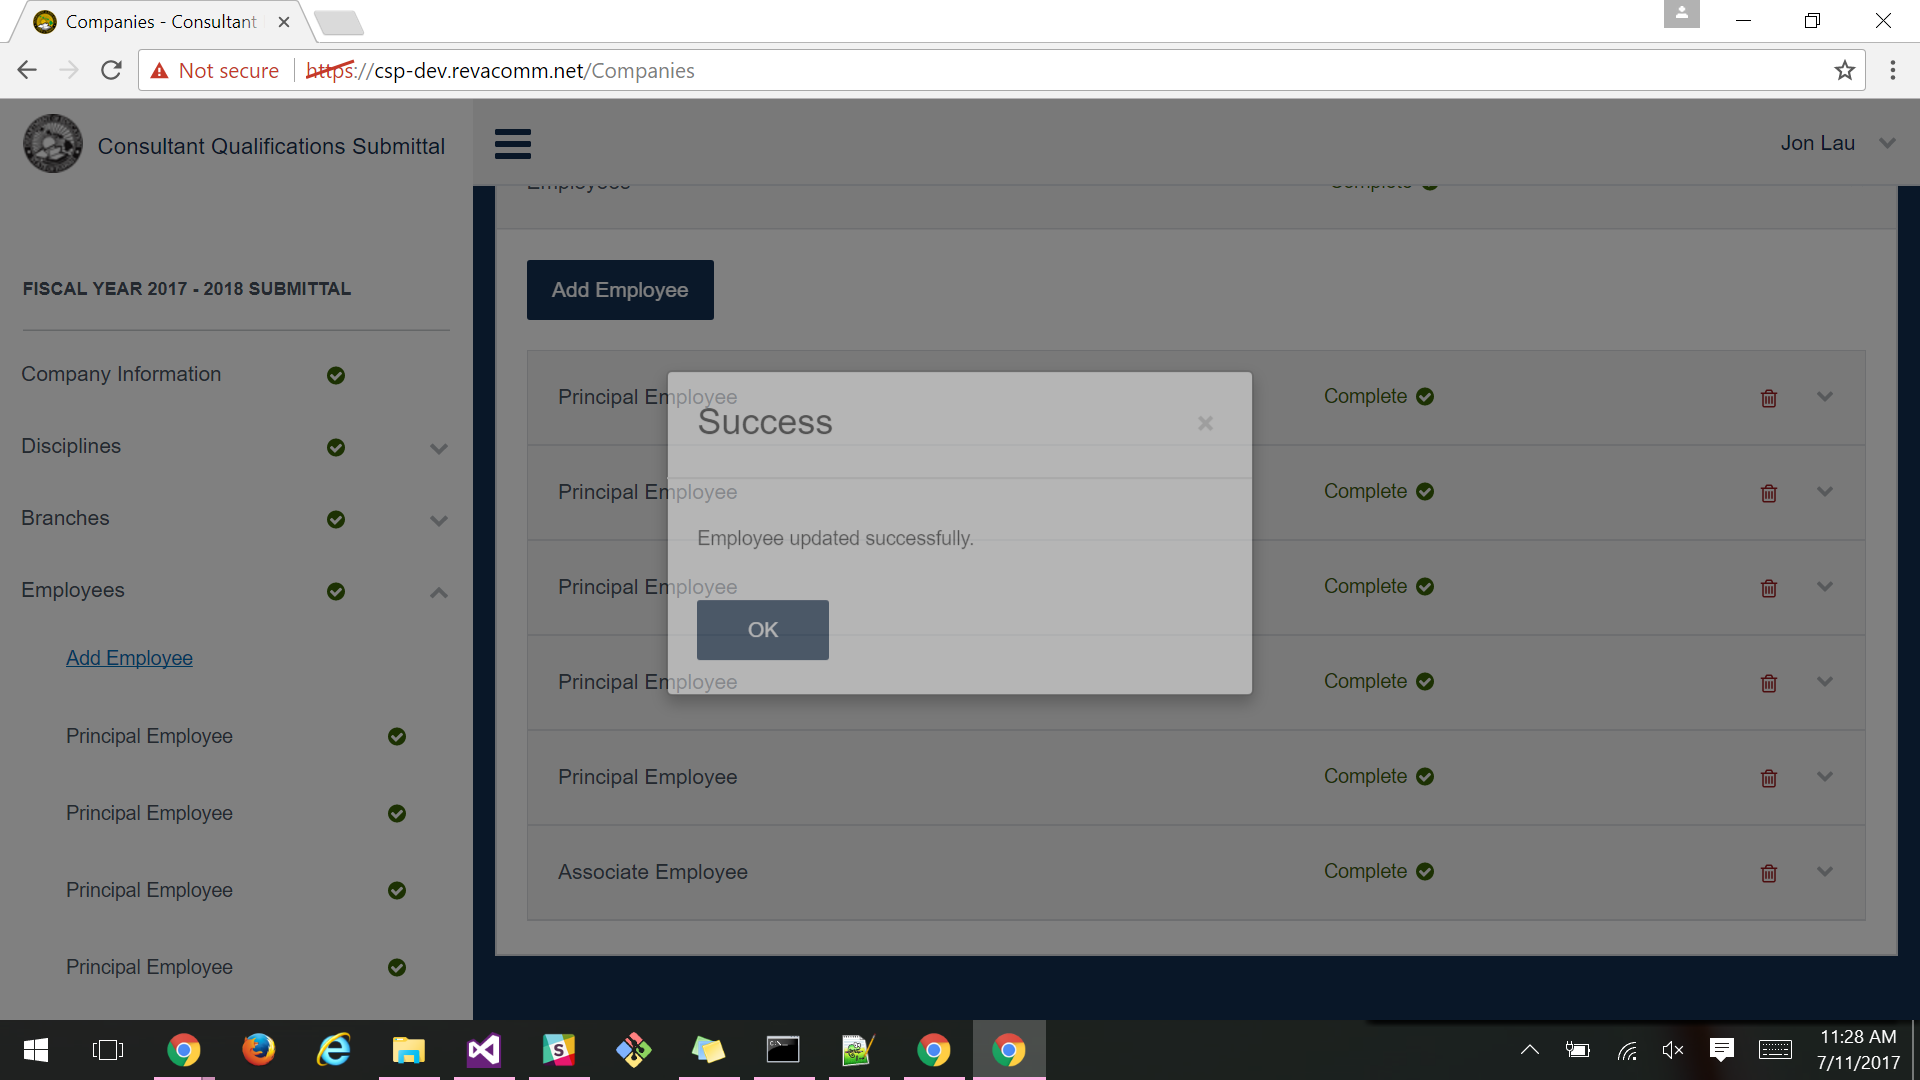 Companies - Consultant
Not secure
https://csp-dev.revacomm.net/Companies
Consultant Qualifications Submittal
Jon Lau
Employees
Complete
FISCAL YEAR 2017 - 2018 SUBMITTAL
Company Information
Disciplines
Branches
Employees
Add Employee
Principal Employee
Principal Employee
Principal Employee
Principal Employee
Add Employee
Principal Employee
Complete
Principal Employee
Complete
Principal Employee
Complete
Principal Employee
Complete
Principal Employee
Complete
Associate Employee
Complete
Success
×
Employee updated successfully.
OK
11:28 AM
7/11/2017